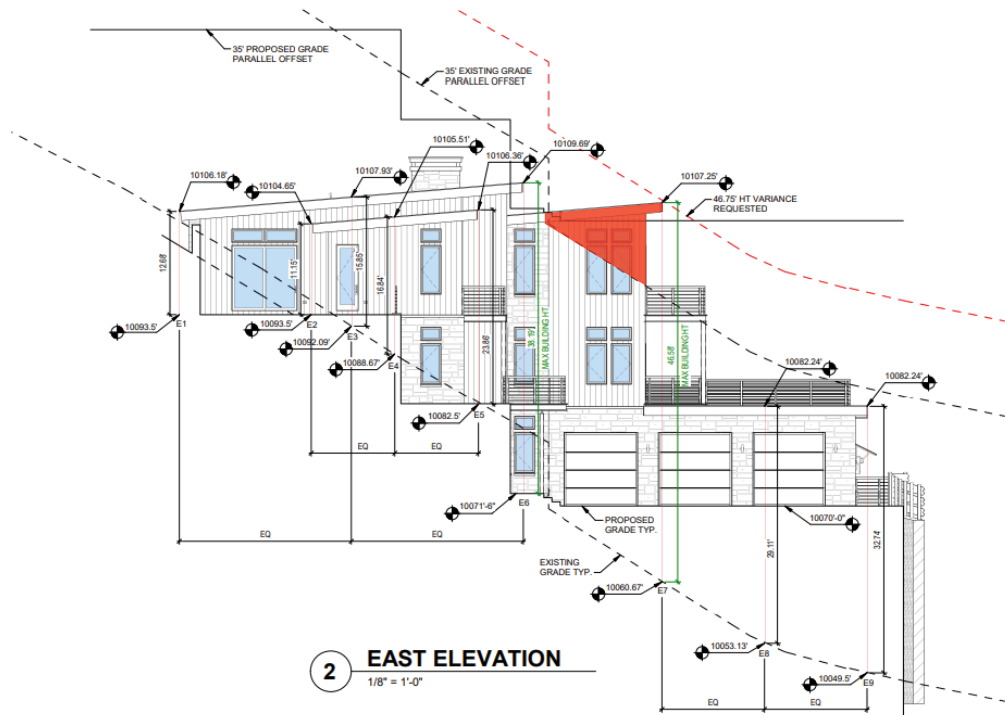 35' PROPOSED GRADE
PARALLEL OFFSET
35' EXISTING GRADE
PARALLEL OFFSET
10105.51'
10109.69'
10106.36'
10106.18'
10107.93'
10104.65'
10107.25'
46.75' HT VARIANCE
REQUESTED
12.68'
11.15'
15.85'
16.84'
23.86'
38.19'
MAX BUILDING HT
46.58'
MAX BUILDING HT
10093.5'
E1
10093.5'
E2
10092.09'
E3
10088.67'
E4
10082.5'
E5
10082.24'
10082.24'
EQ
EQ
10071'-6"
E6
PROPOSED
GRADE TYP.
10070'-0"
EQ
EQ
EXISTING
GRADE TYP.
29.11'
32.74'
10060.67'
E7
10053.13'
E8
10049.5'
E9
2
EAST ELEVATION
1/8" = 1'-0"
EQ
EQ